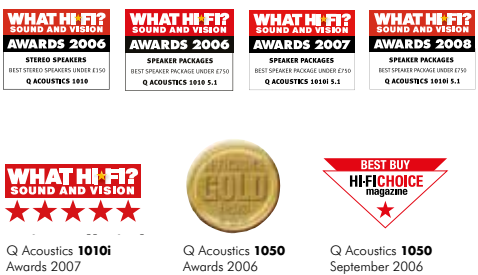 WHAT HI★FI?
SOUND AND VISION
AWARDS 2006
STEREO SPEAKERS
BEST STEREO SPEAKERS UNDER £150
Q ACOUSTICS 1010
WHAT HI★FI?
SOUND AND VISION
AWARDS 2006
SPEAKER PACKAGES
BEST SPEAKER PACKAGE UNDER £750
Q ACOUSTICS 1010 5.1
WHAT HI★FI?
SOUND AND VISION
AWARDS 2007
SPEAKER PACKAGES
BEST SPEAKER PACKAGE UNDER £750
Q ACOUSTICS 1010i 5.1
WHAT HI★FI?
SOUND AND VISION
AWARDS 2008
SPEAKER PACKAGES
BEST SPEAKER PACKAGE UNDER £750
Q ACOUSTICS 1010i 5.1
WHAT HI★FI?
SOUND AND VISION
★★★★★
Q Acoustics 1010i
Awards 2007
GOLD
Q Acoustics 1050
Awards 2006
BEST BUY
HI-FICHOICE
magazine
Q Acoustics 1050
September 2006